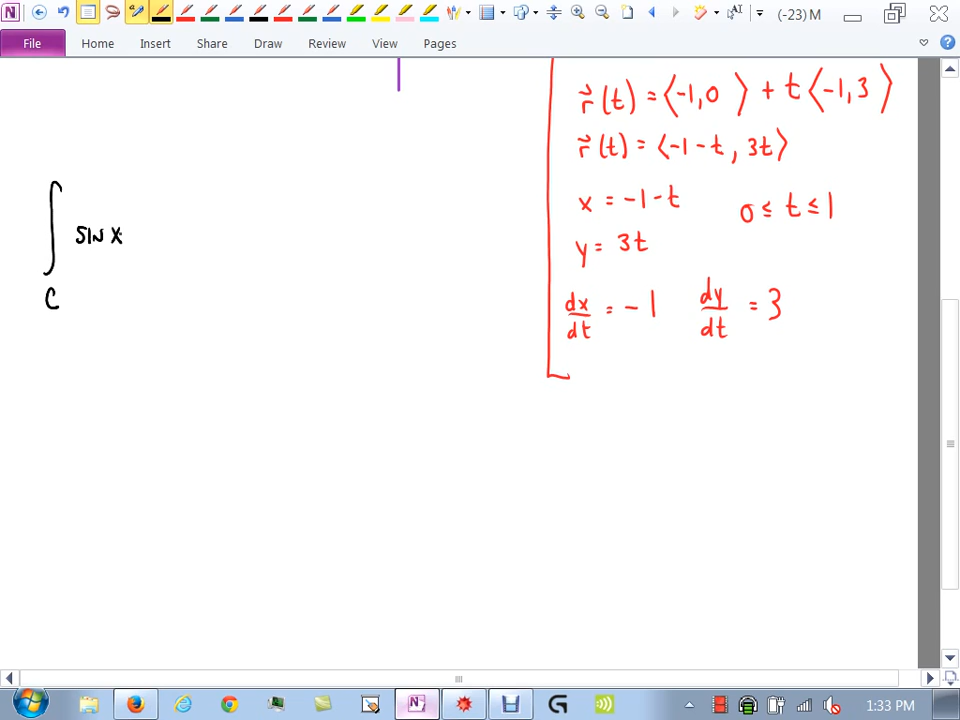 (-23)M
File Home Insert Share Draw Review View Pages
r⃗(t) = ⟨-1,0⟩ + t⟨-1,3⟩
r⃗(t) = ⟨-1-t, 3t⟩
x = -1-t
0 ≤ t ≤ 1
y = 3t
∫ sin x
C
dx/dt = -1 dy/dt = 3
1:33 PM